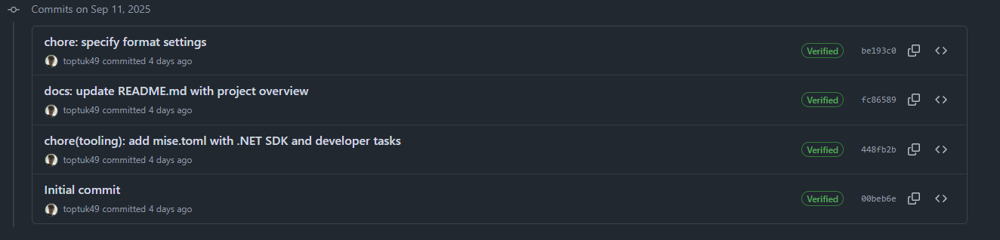 Commits on Sep 11, 2025
chore: specify format settings
toptuk49 committed 4 days ago
Verified
be193c0
docs: update README.md with project overview
toptuk49 committed 4 days ago
Verified
fc86589
chore(tooling): add mise.toml with .NET SDK and developer tasks
toptuk49 committed 4 days ago
Verified
448fb2b
Initial commit
toptuk49 committed 4 days ago
Verified
00beb6e